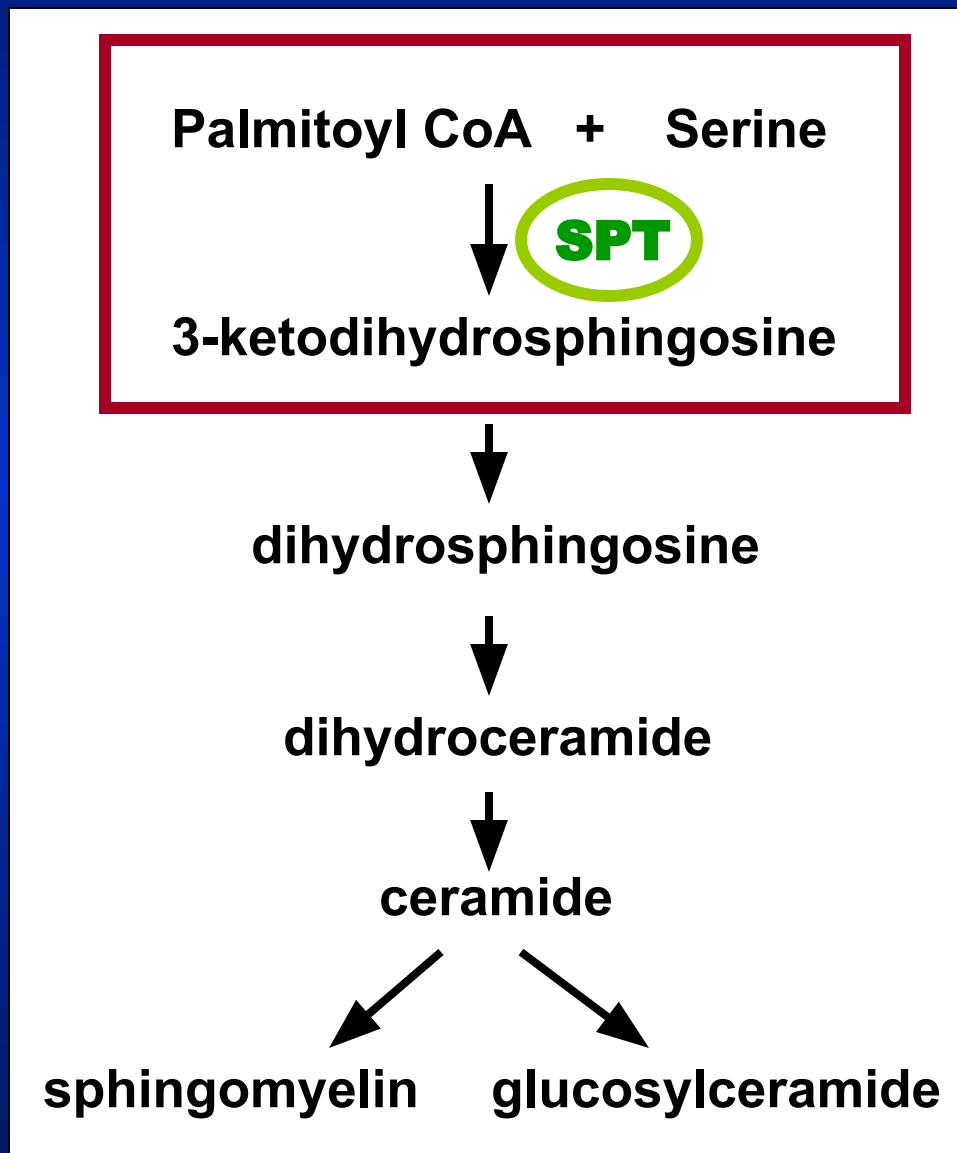 Palmitoyl CoA + Serine
SPT
3-ketodihydrosphingosine
dihydrosphingosine
dihydroceramide
ceramide
sphingomyelin glucosylceramide